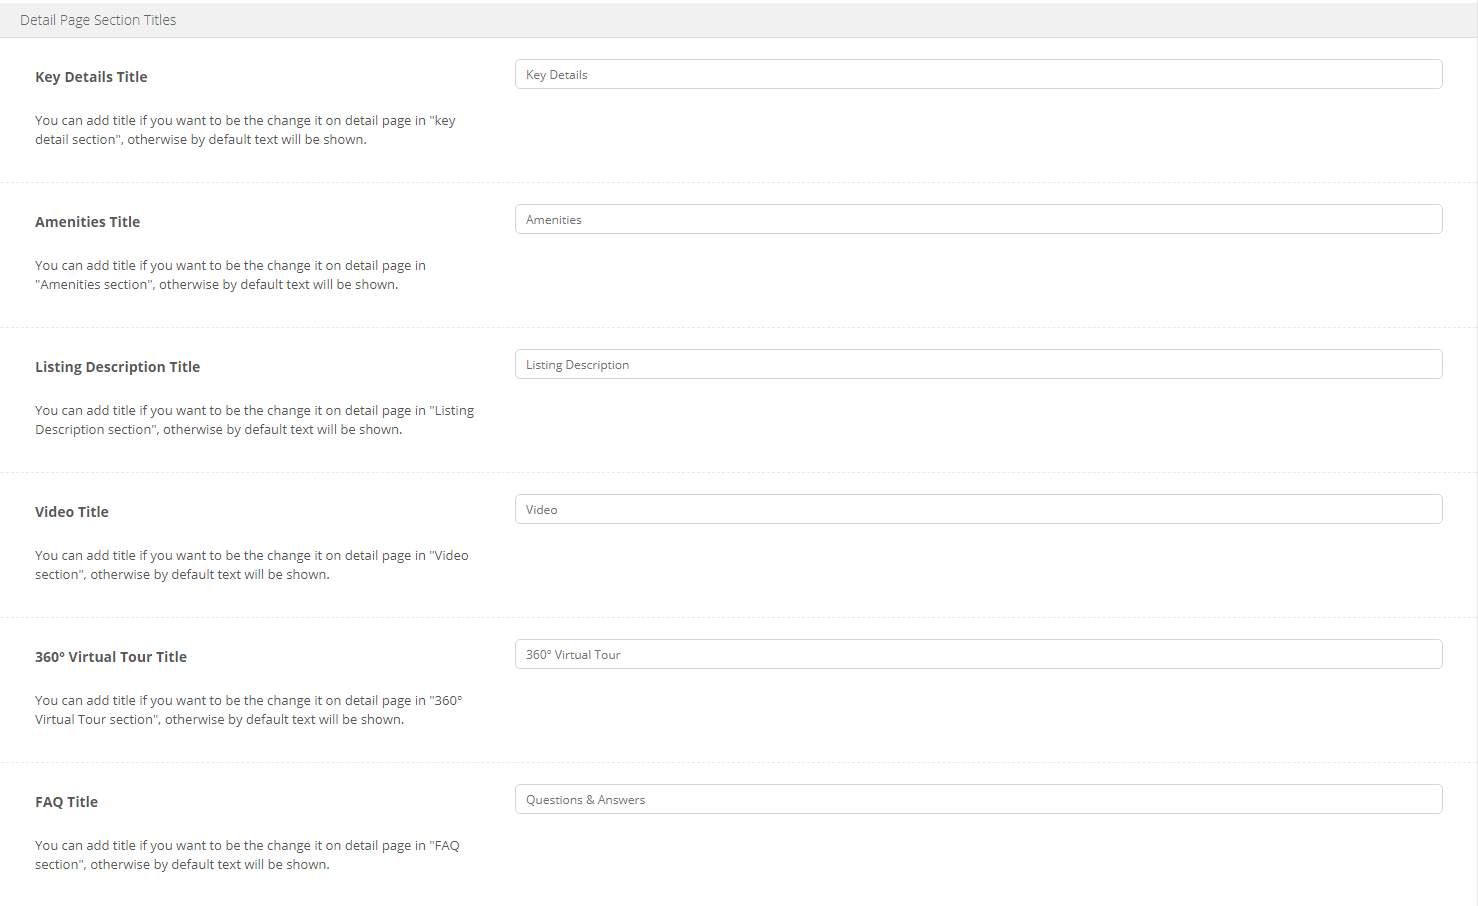 Detail Page Section Titles
Key Details Title
Key Details
You can add title if you want to be the change it on detail page in "key
detail section", otherwise by default text will be shown.
Amenities Title
Amenities
You can add title if you want to be the change it on detail page in
"Amenities section", otherwise by default text will be shown.
Listing Description Title
Listing Description
You can add title if you want to be the change it on detail page in "Listing
Description section", otherwise by default text will be shown.
Video Title
Video
You can add title if you want to be the change it on detail page in "Video
section", otherwise by default text will be shown.
360° Virtual Tour Title
360° Virtual Tour
You can add title if you want to be the change it on detail page in "360°
Virtual Tour section", otherwise by default text will be shown.
FAQ Title
Questions & Answers
You can add title if you want to be the change it on detail page in "FAQ
section", otherwise by default text will be shown.